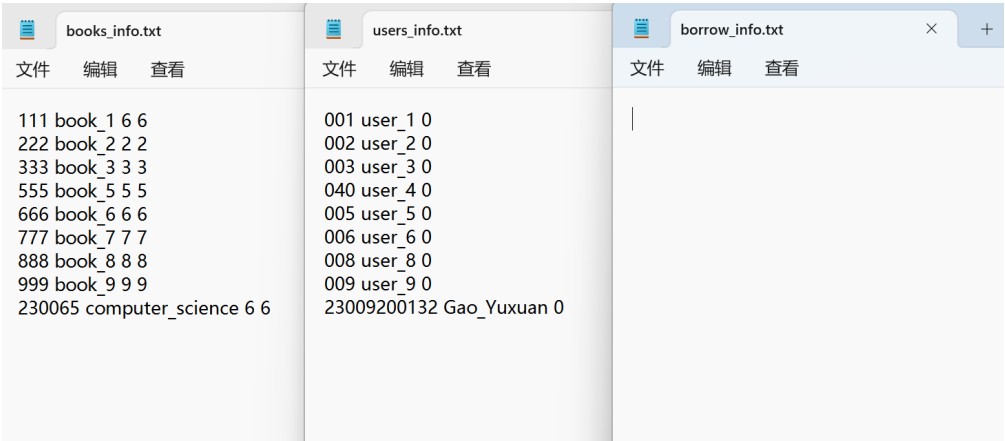 books_info.txt
文件 编辑 查看
111 book_1 6 6
222 book_2 2 2
333 book_3 3 3
555 book_5 5 5
666 book_6 6 6
777 book_7 7 7
888 book_8 8 8
999 book_9 9 9
230065 computer_science 6 6
users_info.txt
文件 编辑 查看
001 user_1 0
002 user_2 0
003 user_3 0
040 user_4 0
005 user_5 0
006 user_6 0
008 user_8 0
009 user_9 0
23009200132 Gao_Yuxuan 0
borrow_info.txt
文件 编辑 查看